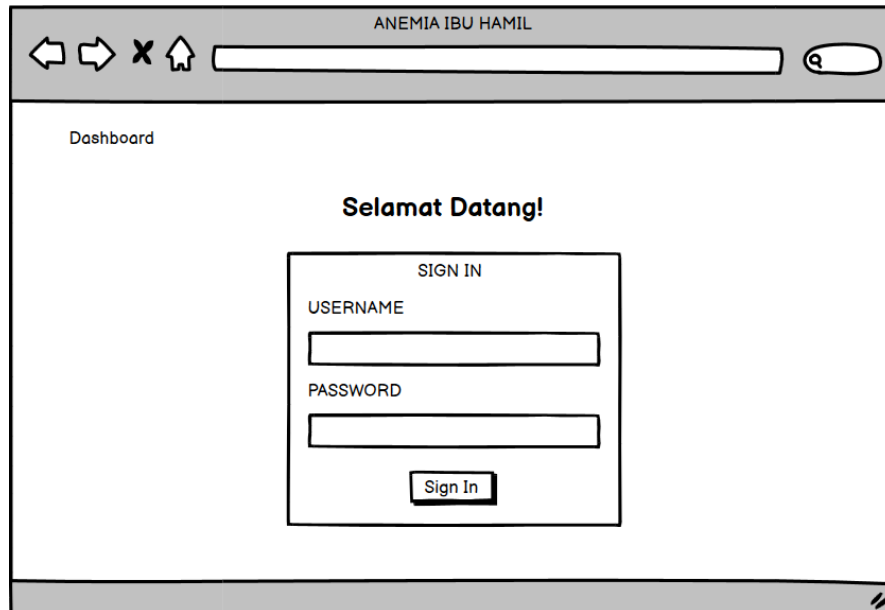 ANEMIA IBU HAMIL
Dashboard
Selamat Datang!
SIGN IN
USERNAME
PASSWORD
Sign In